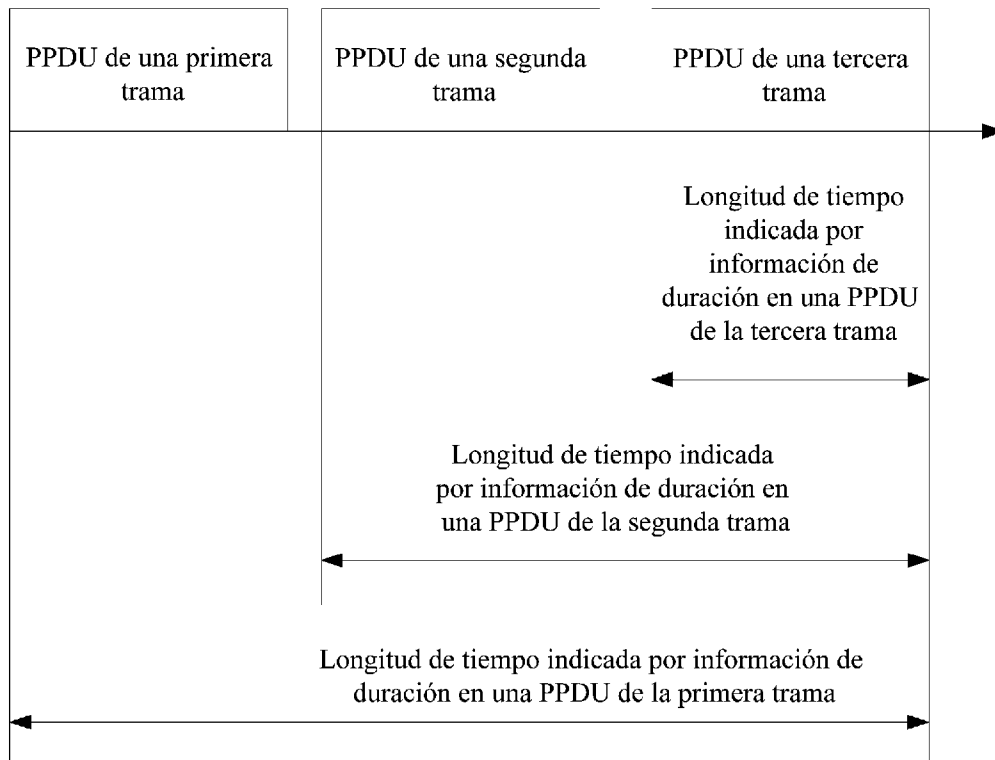 PPDU de una primera
trama
PPDU de una segunda
trama
PPDU de una tercera
trama
Longitud de tiempo
indicada por
información de
duración en una PPDU
de la tercera trama
Longitud de tiempo indicada
por información de duración en
una PPDU de la segunda trama
Longitud de tiempo indicada por información de
duración en una PPDU de la primera trama